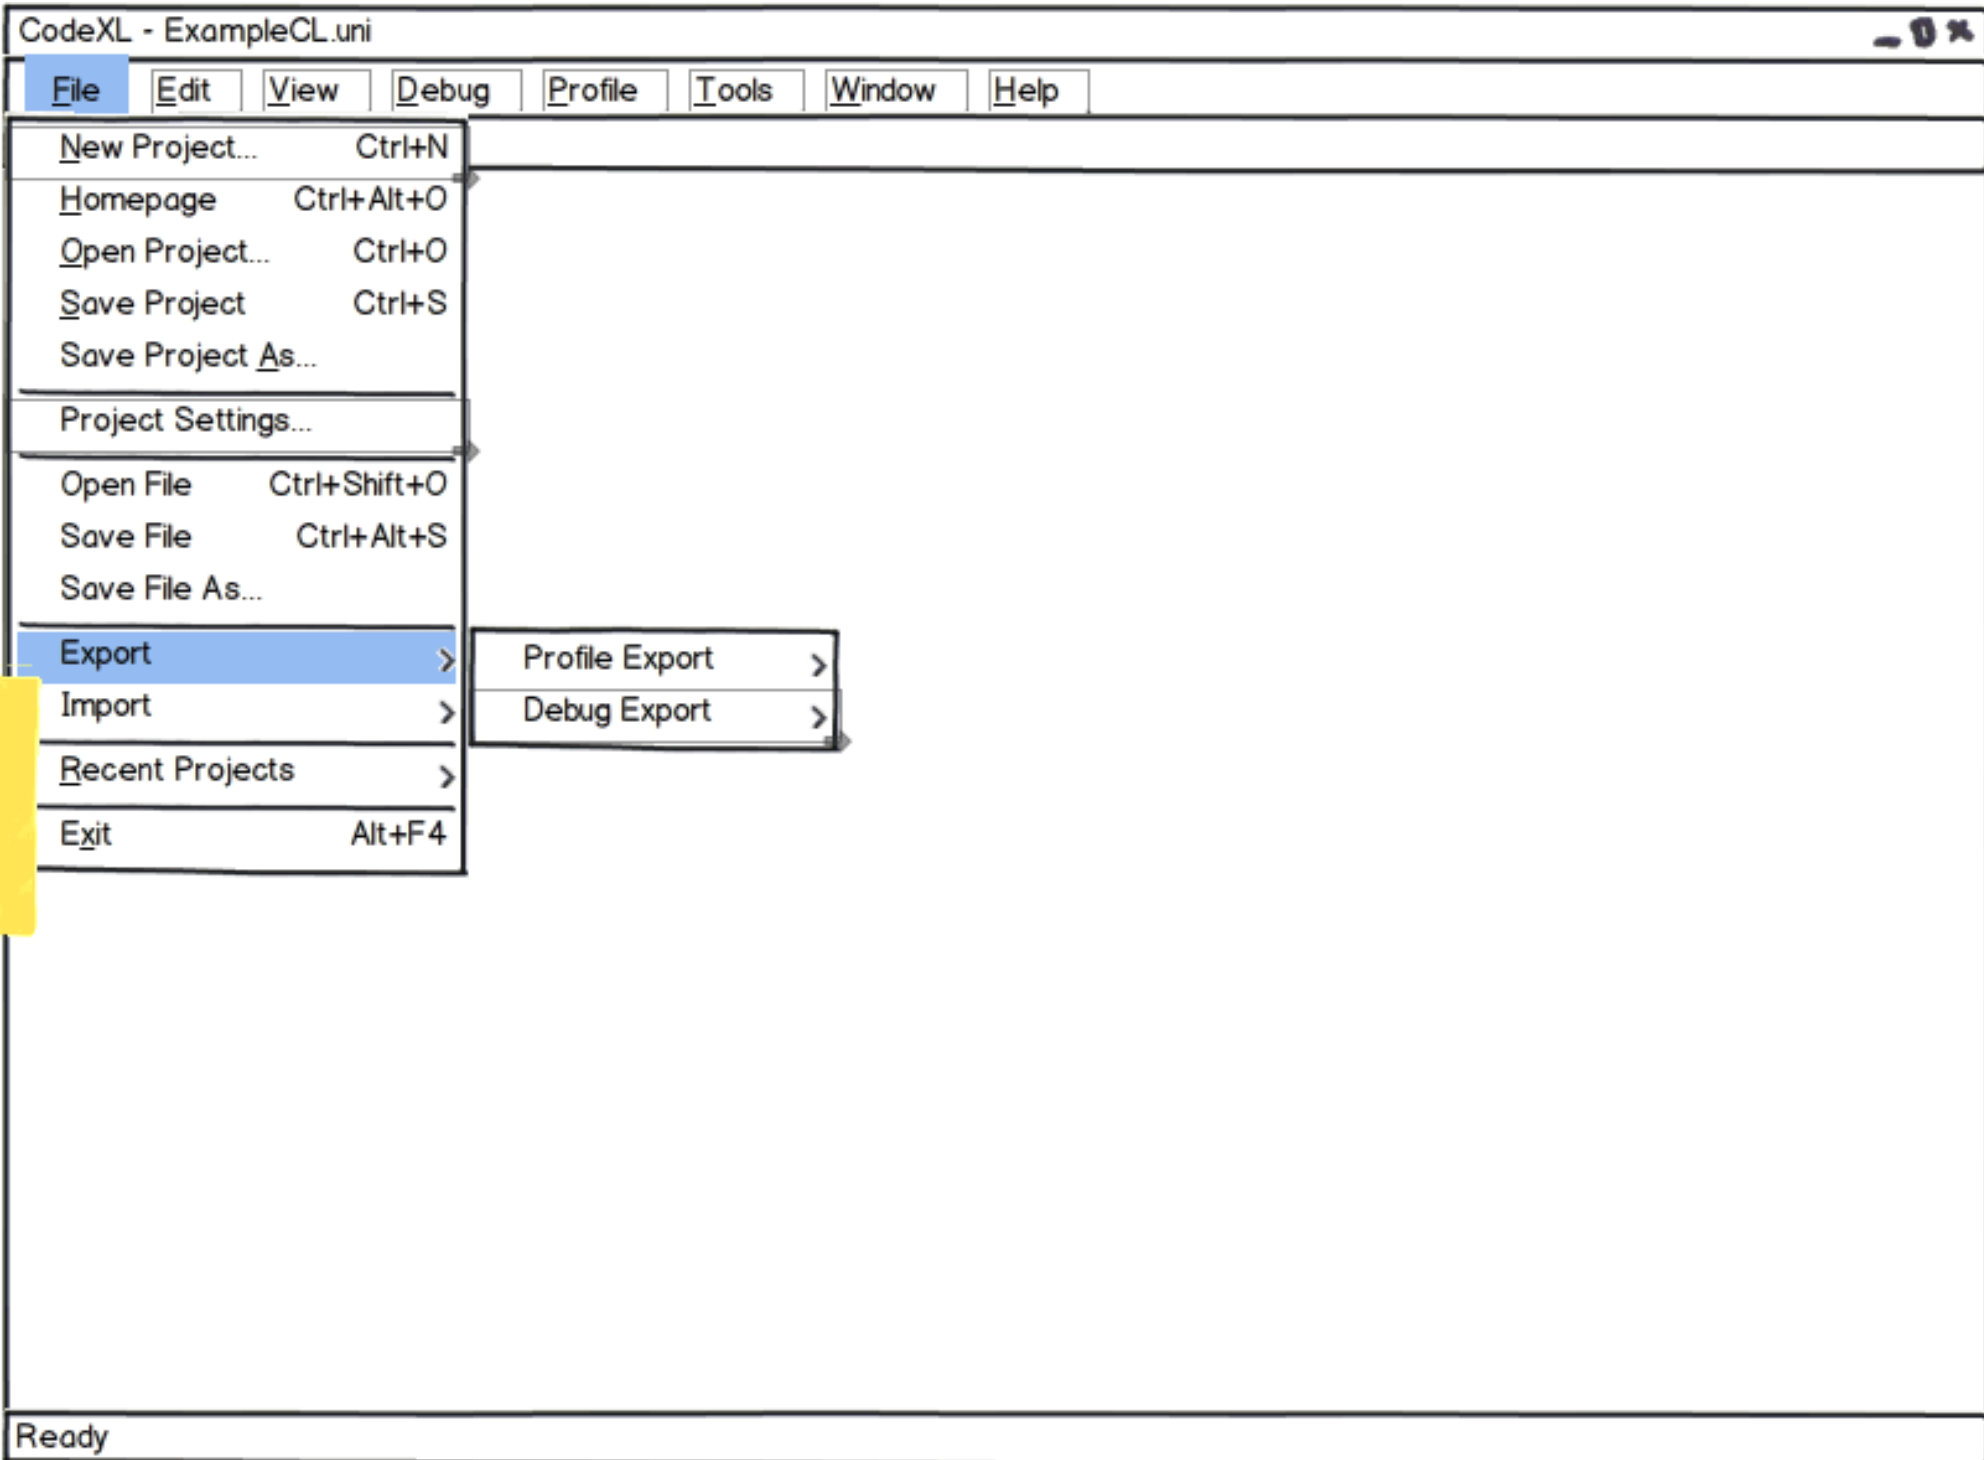 CodeXL - ExampleCL.uni
File Edit View Debug Profile Tools Window Help
New Project... Ctrl+N
Homepage Ctrl+Alt+O
Open Project... Ctrl+O
Save Project Ctrl+S
Save Project As...
Project Settings...
Open File Ctrl+Shift+O
Save File Ctrl+Alt+S
Save File As...
Export
Profile Export
Import
Debug Export
Recent Projects
Exit Alt+F4
Ready